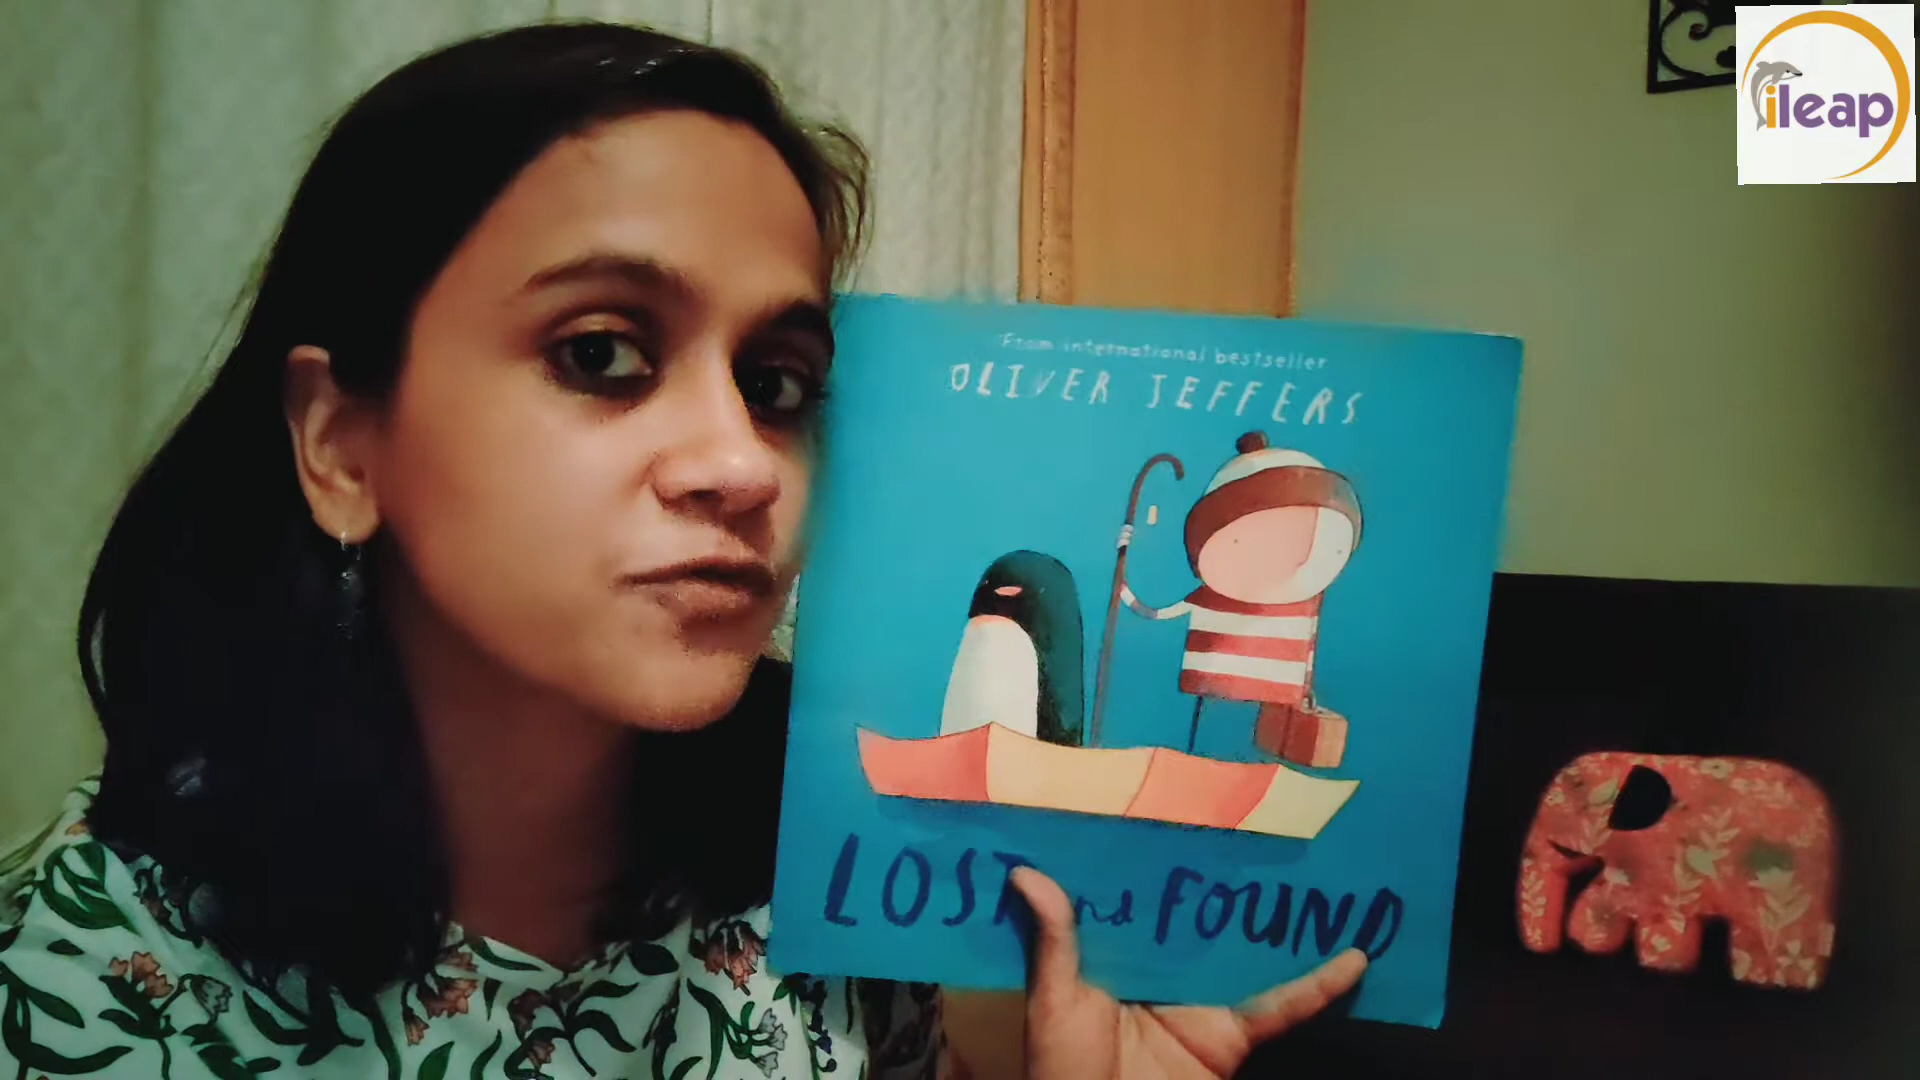 ileap
From international bestseller
OLIVER JEFFERS
LOST and FOUND